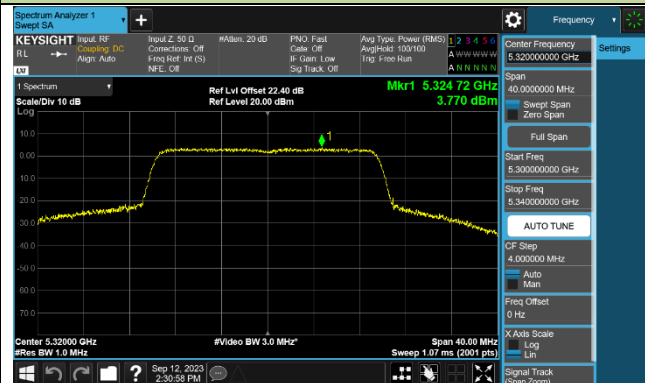 Spectrum Analyzer 1
Swept SA
Frequency
KEYSIGHT
RL
LXI
Input: RF
Coupling: DC
Align: Auto
Input Z: 50 Ω
Corrections: Off
Freq Ref: Int (S)
NFE: Off
#Atten: 20 dB
PNO: Fast
Gate: Off
IF Gain: Low
Sig Track: Off
Avg Type: Power (RMS)
Avg|Hold: 100/100
Trig: Free Run
1 2 3 4 5 6
A W W W W W
A N N N N N
1 Spectrum
Scale/Div 10 dB
Log
Ref Lvl Offset 22.40 dB
Ref Level 20.00 dBm
Mkr1 5.324 72 GHz
3.770 dBm
1
10.0
0.00
-10.0
-20.0
-30.0
-40.0
-50.0
-60.0
-70.0
Center 5.32000 GHz
#Res BW 1.0 MHz
#Video BW 3.0 MHz*
Span 40.00 MHz
Sweep 1.07 ms (2001 pts)
Center Frequency
5.320000000 GHz
Span
40.0000000 MHz
Swept Span
Zero Span
Full Span
Start Freq
5.300000000 GHz
Stop Freq
5.340000000 GHz
AUTO TUNE
CF Step
4.000000 MHz
Auto
Man
Freq Offset
0 Hz
X Axis Scale
Log
Lin
Signal Track
(Span Zoom)
Settings
?
Sep 12, 2023
2:30:58 PM